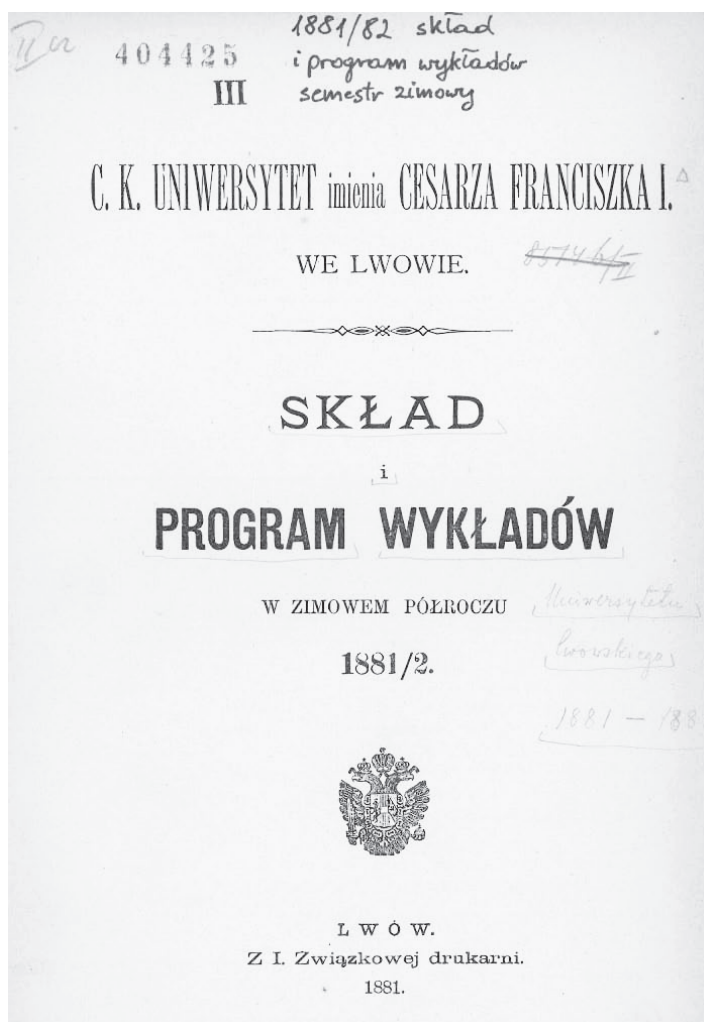 1881/82 skład
404425 i program wykładów
III semestr zimowy
C. K. UNIWERSYTET imienia CESARZA FRANCISZKA I.
WE LWOWIE.
SKŁAD
i
PROGRAM WYKŁADÓW
W ZIMOWEM PÓŁROCZU
Uniwersytetu
1881/2.
Lwowskiego
1881 — 188
LWÓW.
Z I. Związkowej drukarni.
1881.